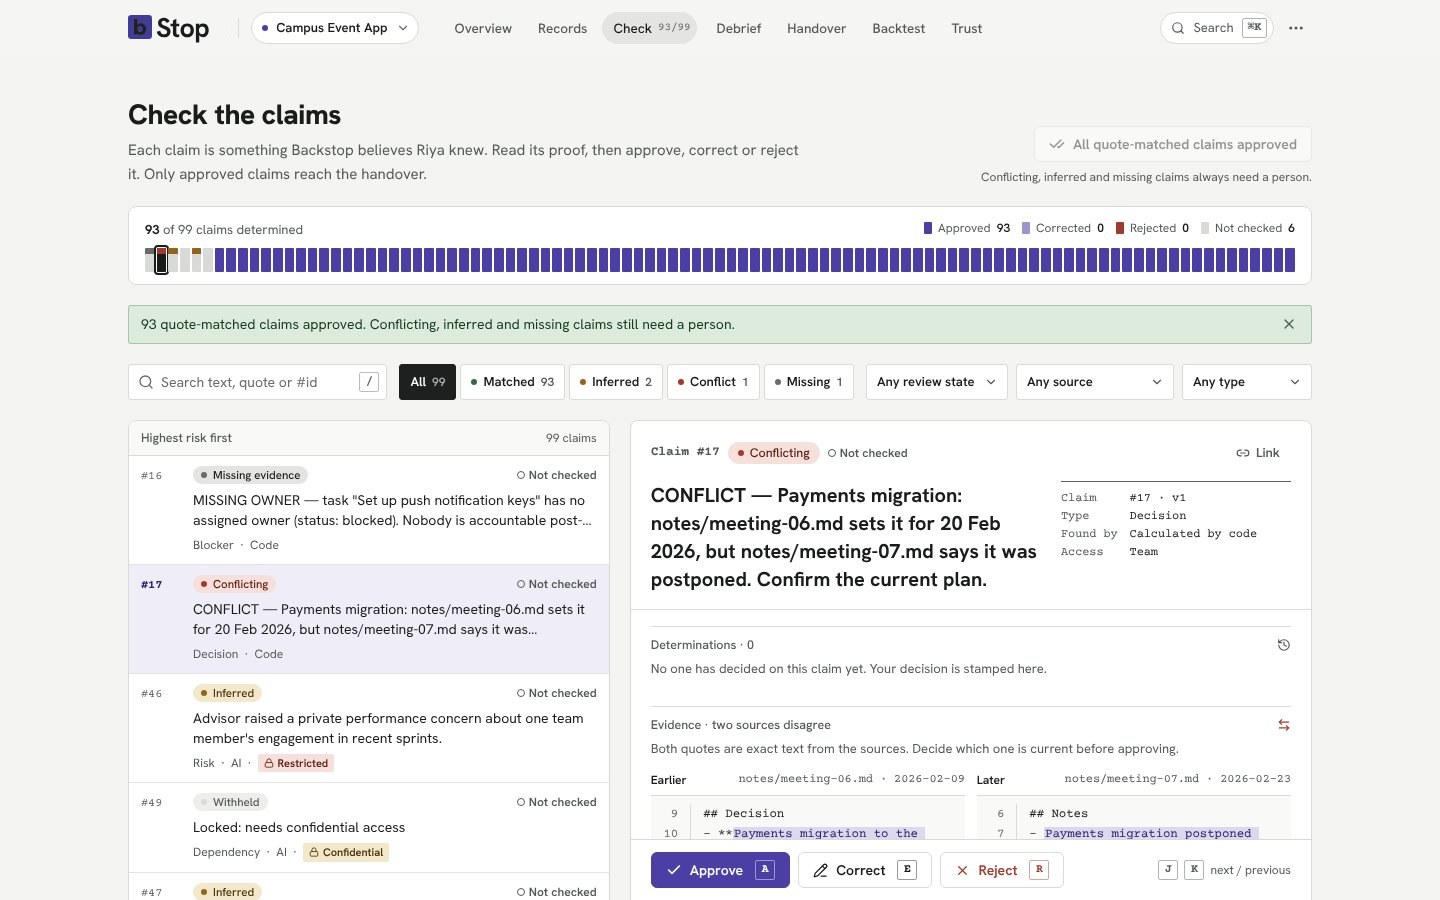 b Stop
Campus Event App
Overview
Records
Check 93/99
Debrief
Handover
Backtest
Trust
Search ⌘K
Check the claims
Each claim is something Backstop believes Riya knew. Read its proof, then approve, correct or reject
it. Only approved claims reach the handover.
All quote-matched claims approved
Conflicting, inferred and missing claims always need a person.
93 of 99 claims determined
Approved 93
Corrected 0
Rejected 0
Not checked 6
93 quote-matched claims approved. Conflicting, inferred and missing claims still need a person.
Search text, quote or #id /
All 99
Matched 93
Inferred 2
Conflict 1
Missing 1
Any review state
Any source
Any type
Highest risk first
99 claims
#16
Missing evidence
Not checked
MISSING OWNER — task "Set up push notification keys" has no
assigned owner (status: blocked). Nobody is accountable post-...
Blocker · Code
#17
Conflicting
Not checked
CONFLICT — Payments migration: notes/meeting-06.md sets it
for 20 Feb 2026, but notes/meeting-07.md says it was...
Decision · Code
#46
Inferred
Not checked
Advisor raised a private performance concern about one team
member's engagement in recent sprints.
Risk · AI · Restricted
#49
Withheld
Not checked
Locked: needs confidential access
Dependency · AI · Confidential
#47
Inferred
Not checked
Claim #17
Conflicting
Not checked
Link
CONFLICT — Payments migration:
notes/meeting-06.md sets it for 20 Feb
2026, but notes/meeting-07.md says it was
postponed. Confirm the current plan.
Claim #17 · v1
Type Decision
Found by Calculated by code
Access Team
Determinations · 0
No one has decided on this claim yet. Your decision is stamped here.
Evidence · two sources disagree
Both quotes are exact text from the sources. Decide which one is current before approving.
Earlier notes/meeting-06.md · 2026-02-09
9 ## Decision
10 - **Payments migration to the
Later notes/meeting-07.md · 2026-02-23
6 ## Notes
7 - Payments migration postponed
Approve A
Correct E
Reject R
J K next / previous